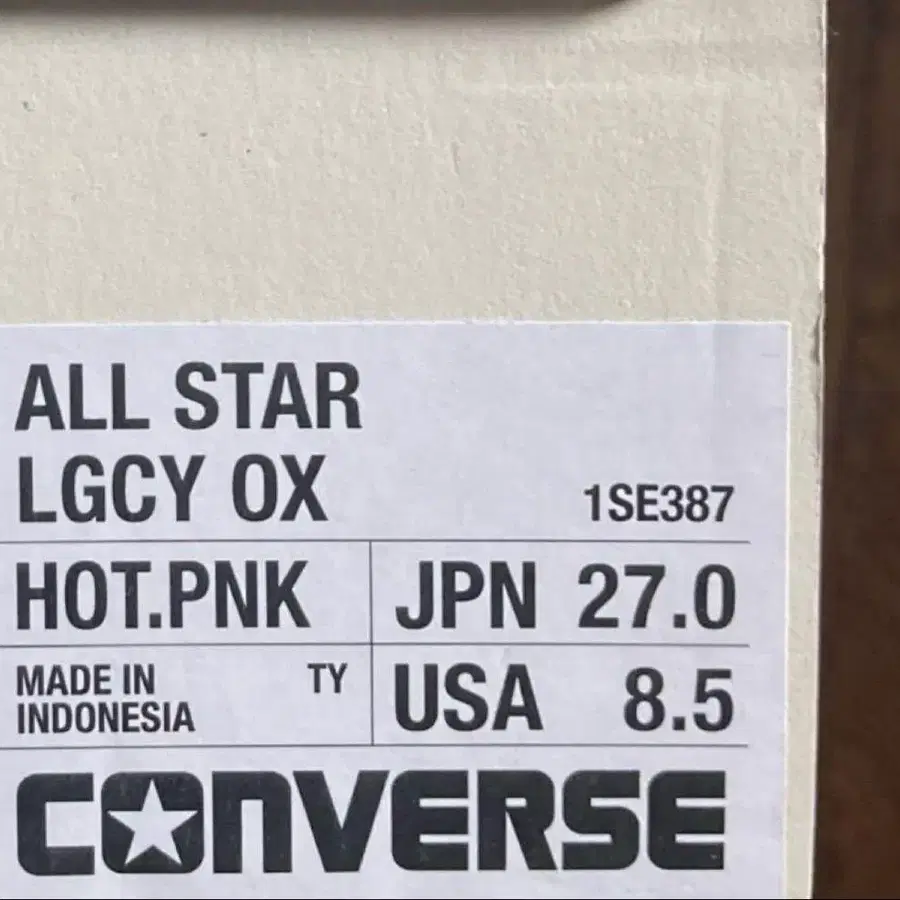 ALL STAR
LGCY OX 1SE387
HOT.PNK JPN 27.0
MADE IN TY
INDONESIA
USA 8.5
CONVERSE